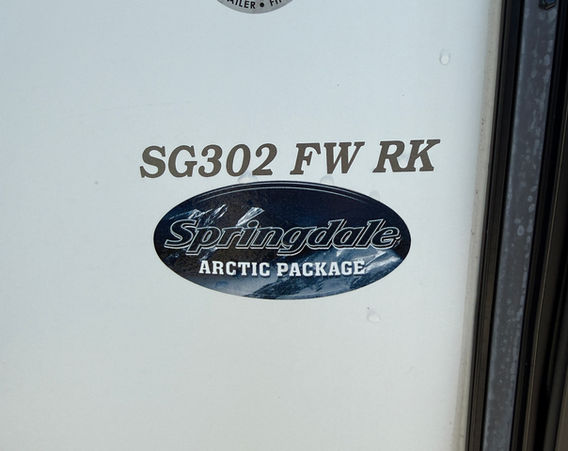 SG302 FW RK
Springdale
ARCTIC PACKAGE